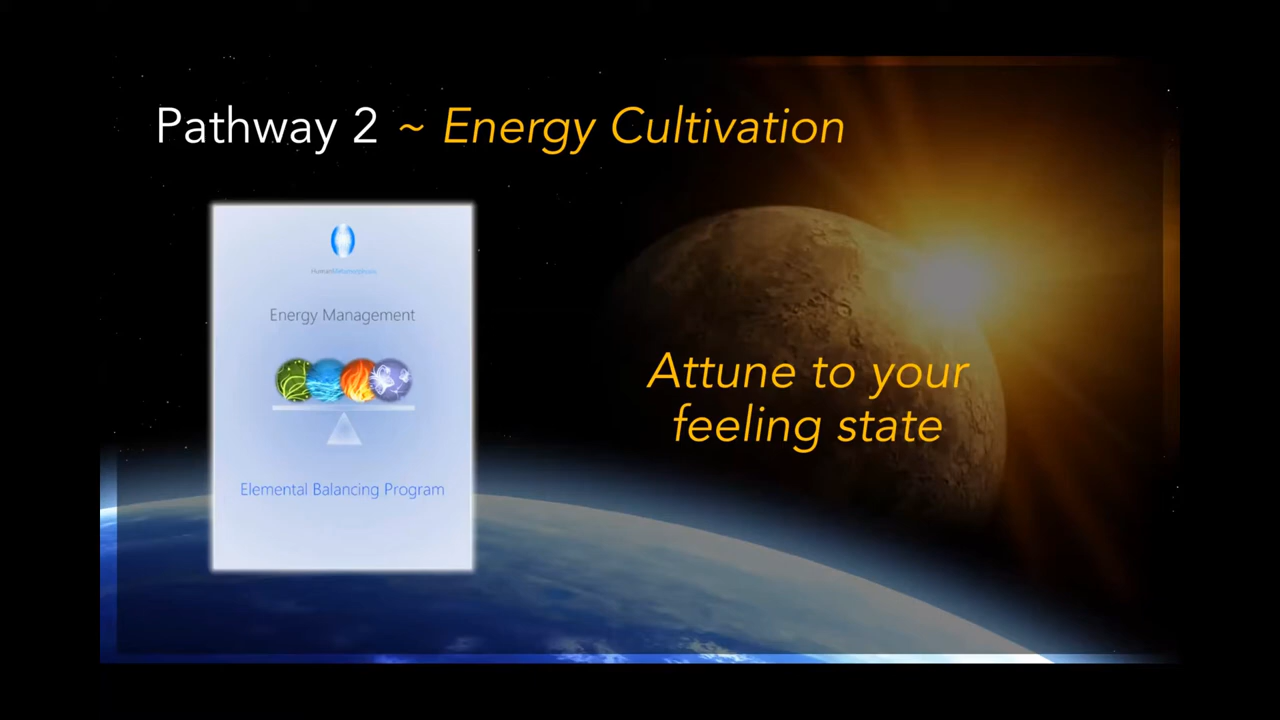 Pathway 2 ~ Energy Cultivation
Energy Management
Elemental Balancing Program
Attune to your
feeling state